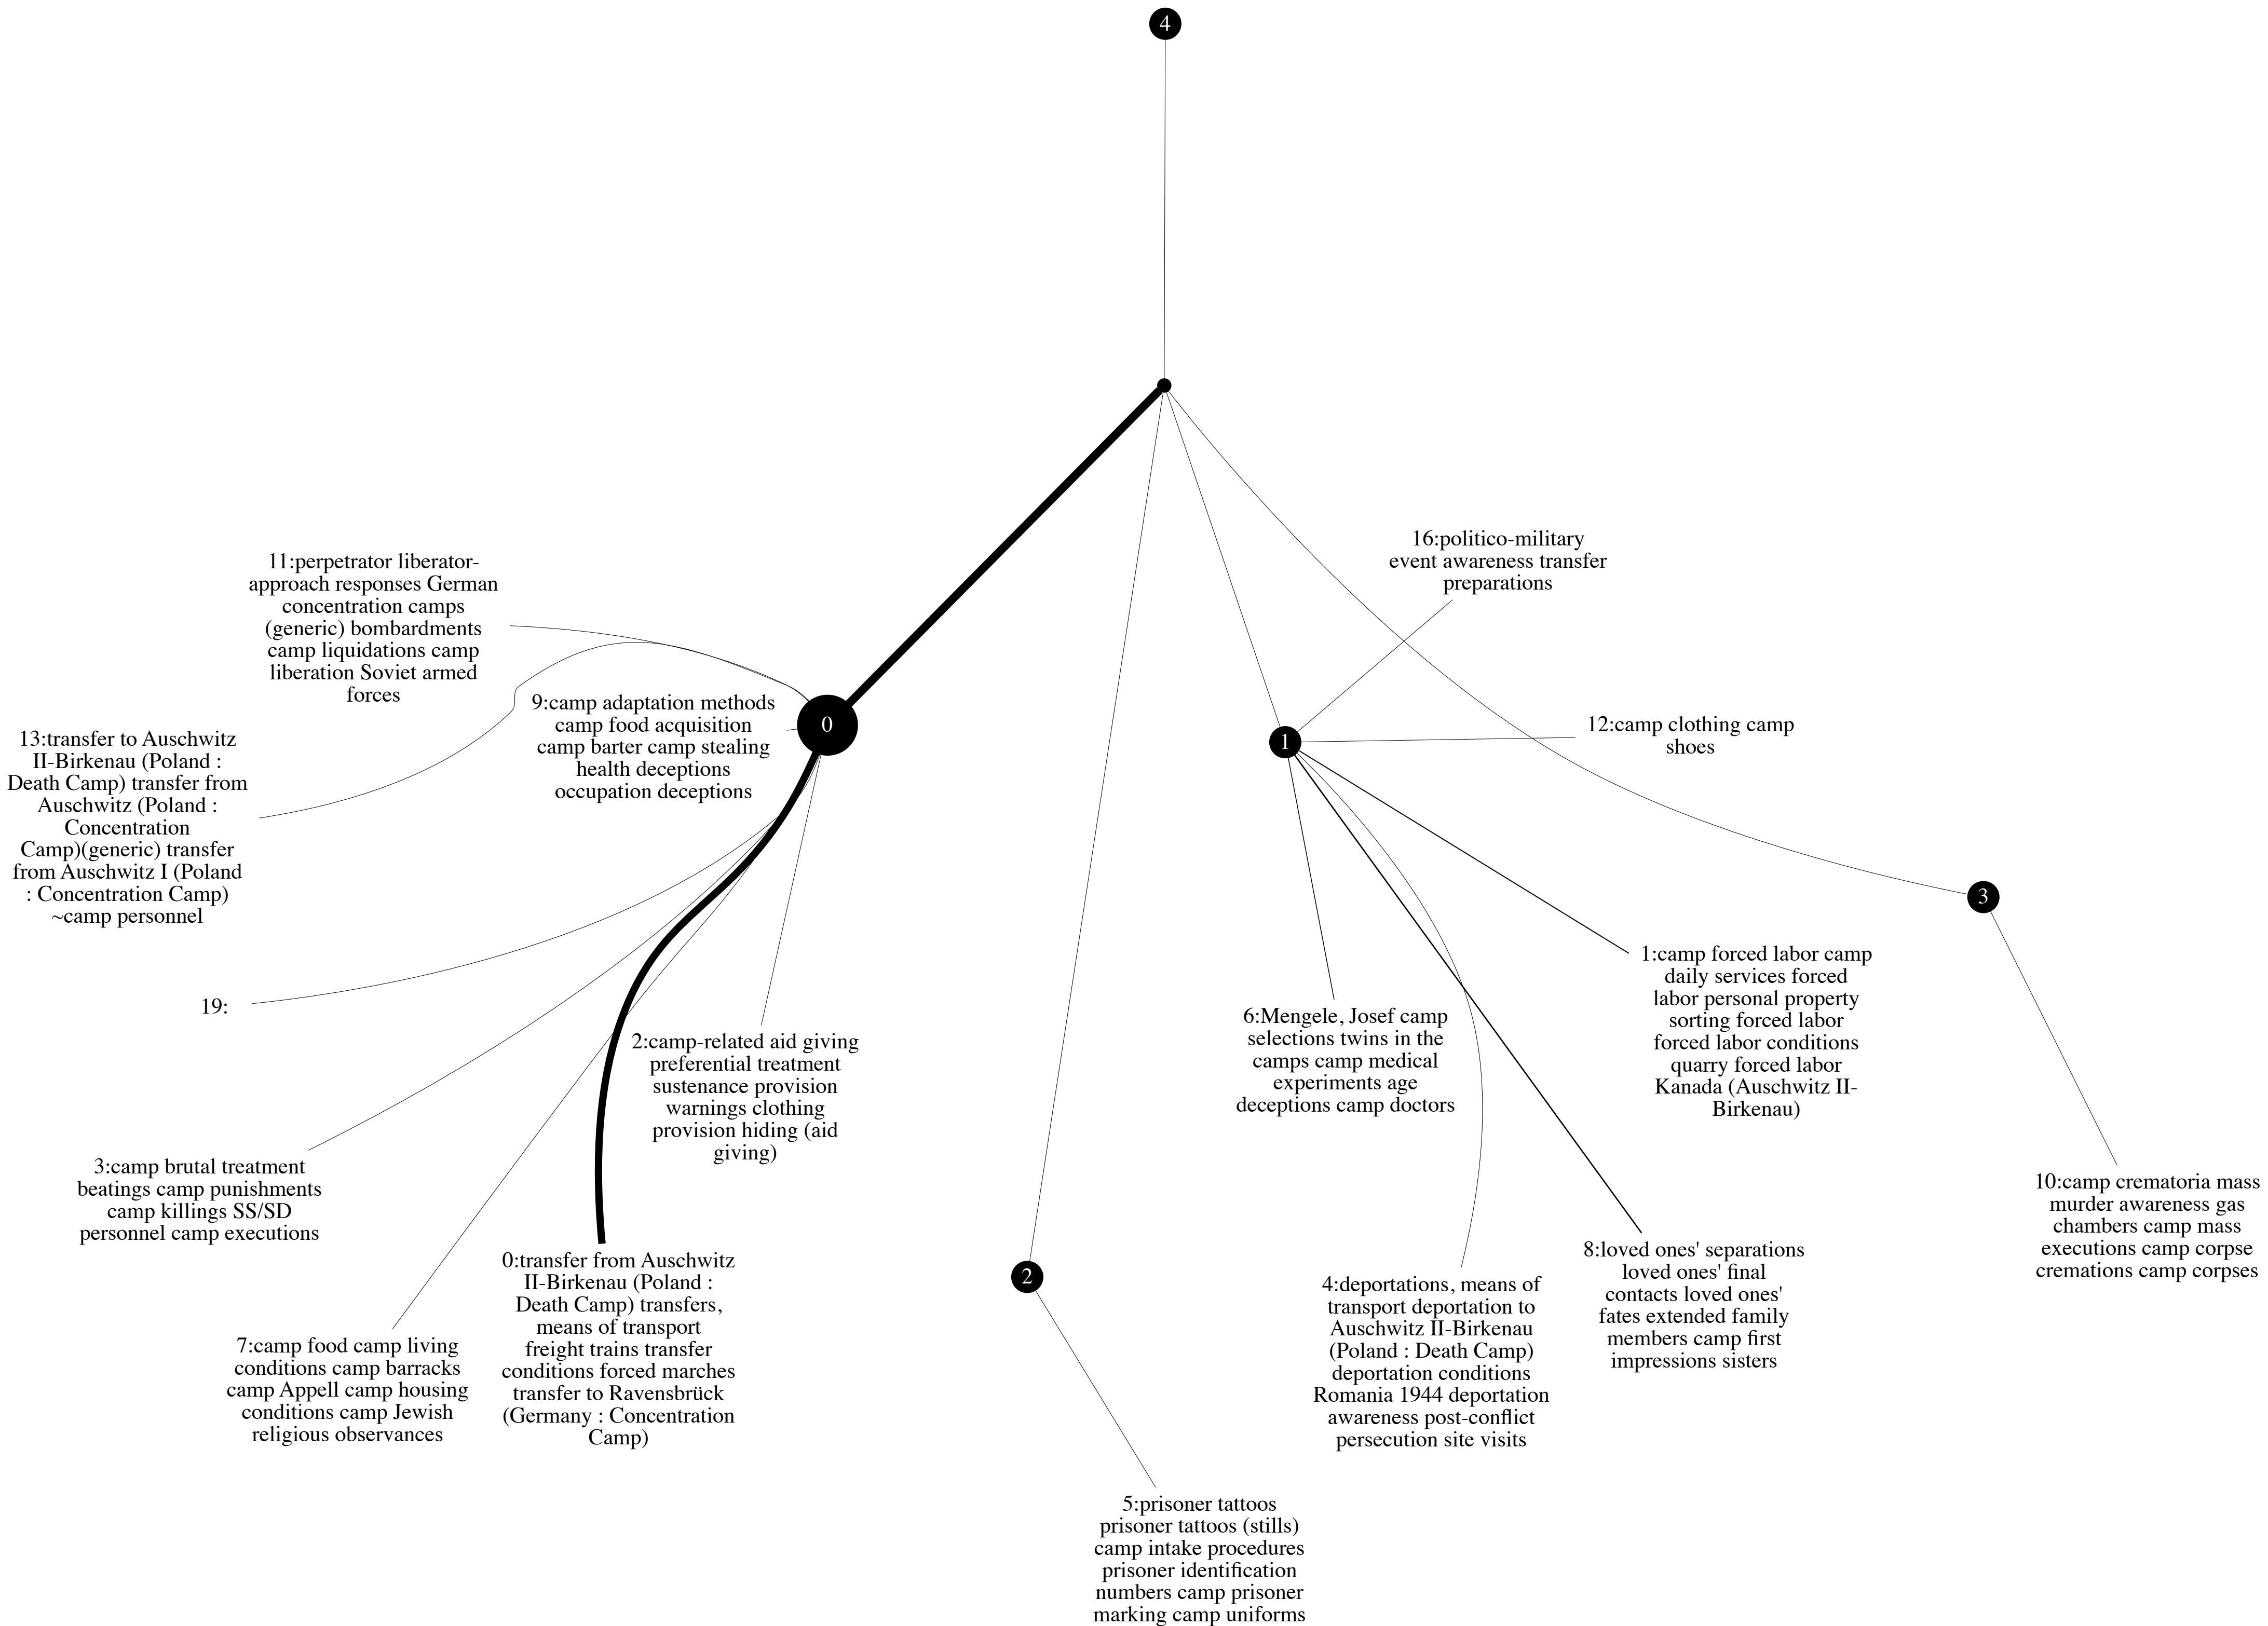 4
16:politico-military
event awareness transfer
preparations
11:perpetrator liberator-
approach responses German
concentration camps
(generic) bombardments
camp liquidations camp
liberation Soviet armed
forces
9:camp adaptation methods
camp food acquisition
camp barter camp stealing
health deceptions
occupation deceptions
0
1
12:camp clothing camp
shoes
13:transfer to Auschwitz
II-Birkenau (Poland :
Death Camp) transfer from
Auschwitz (Poland :
Concentration
Camp)(generic) transfer
from Auschwitz I (Poland
: Concentration Camp)
~camp personnel
3
1:camp forced labor camp
daily services forced
labor personal property
sorting forced labor
forced labor conditions
quarry forced labor
Kanada (Auschwitz II-
Birkenau)
19:
6:Mengele, Josef camp
selections twins in the
camps camp medical
experiments age
deceptions camp doctors
2:camp-related aid giving
preferential treatment
sustenance provision
warnings clothing
provision hiding (aid
giving)
3:camp brutal treatment
beatings camp punishments
camp killings SS/SD
personnel camp executions
10:camp crematoria mass
murder awareness gas
chambers camp mass
executions camp corpse
cremations camp corpses
0:transfer from Auschwitz
II-Birkenau (Poland :
Death Camp) transfers,
means of transport
freight trains transfer
conditions forced marches
transfer to Ravensbrück
(Germany : Concentration
Camp)
2
8:loved ones' separations
loved ones' final
contacts loved ones'
fates extended family
members camp first
impressions sisters
4:deportations, means of
transport deportation to
Auschwitz II-Birkenau
(Poland : Death Camp)
deportation conditions
Romania 1944 deportation
awareness post-conflict
persecution site visits
7:camp food camp living
conditions camp barracks
camp Appell camp housing
conditions camp Jewish
religious observances
5:prisoner tattoos
prisoner tattoos (stills)
camp intake procedures
prisoner identification
numbers camp prisoner
marking camp uniforms